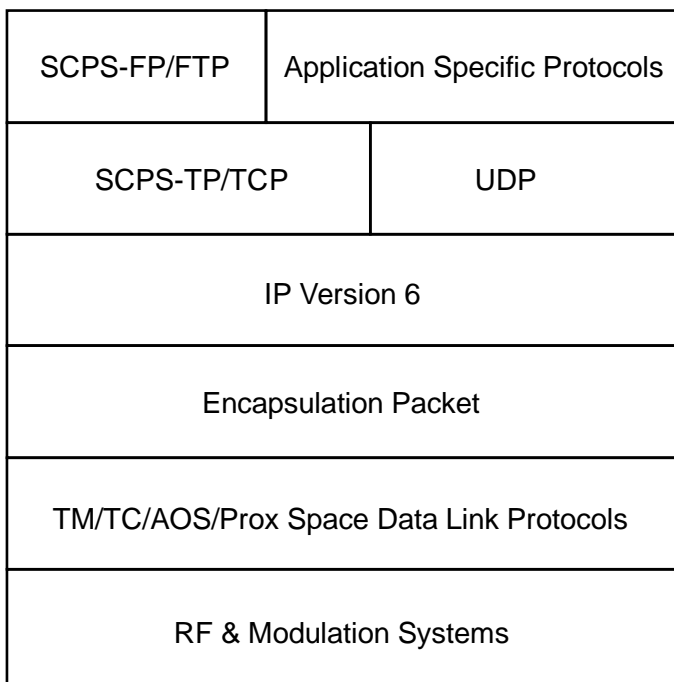 SCPS-FP/FTP
Application Specific Protocols
SCPS-TP/TCP
UDP
IP Version 6
Encapsulation Packet
TM/TC/AOS/Prox Space Data Link Protocols
RF & Modulation Systems